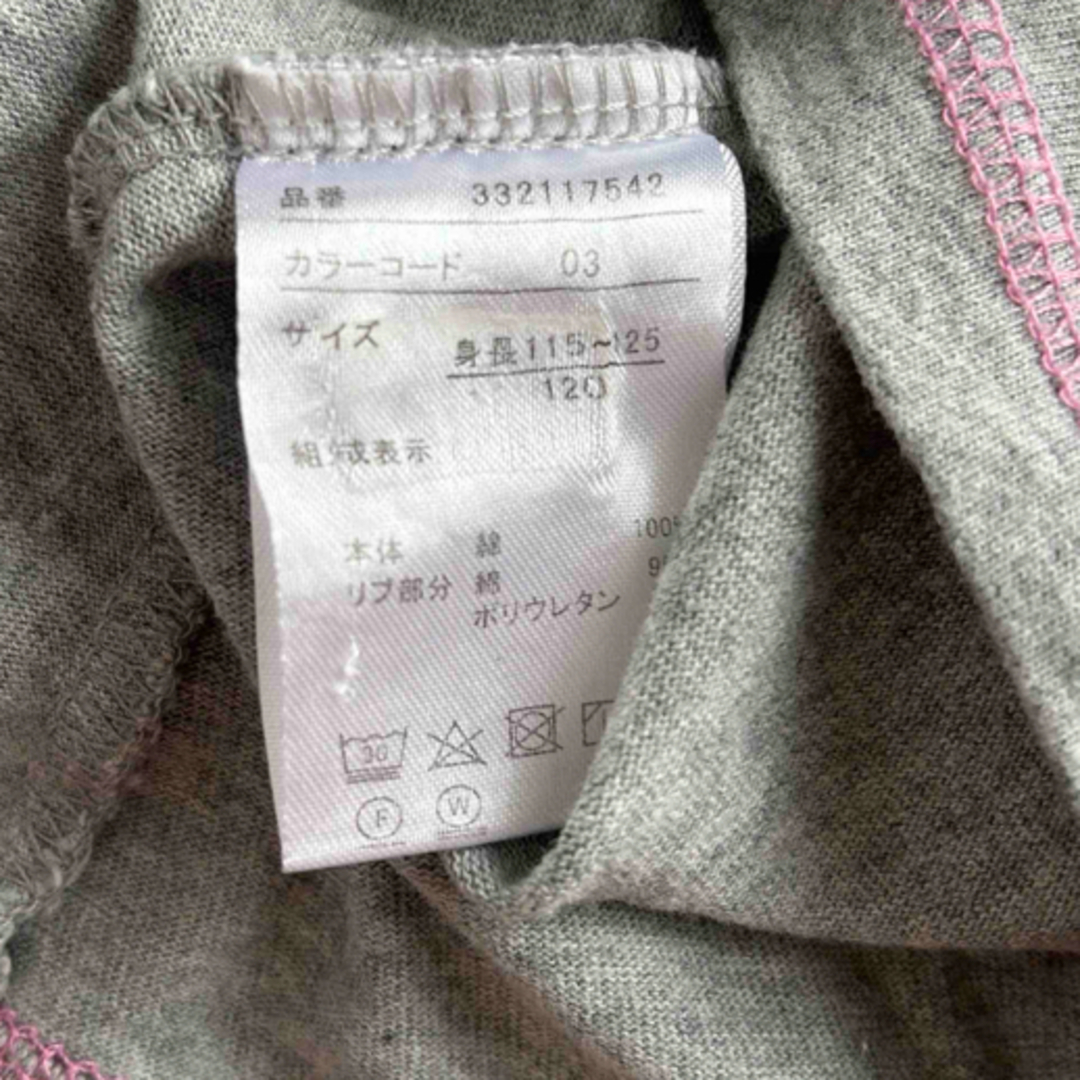 品番 332117542
カラーコード 03
サイズ 身長115~125
120
組成表示
本体 綿 100
リブ部分 綿 9
ポリウレタン
30
F W